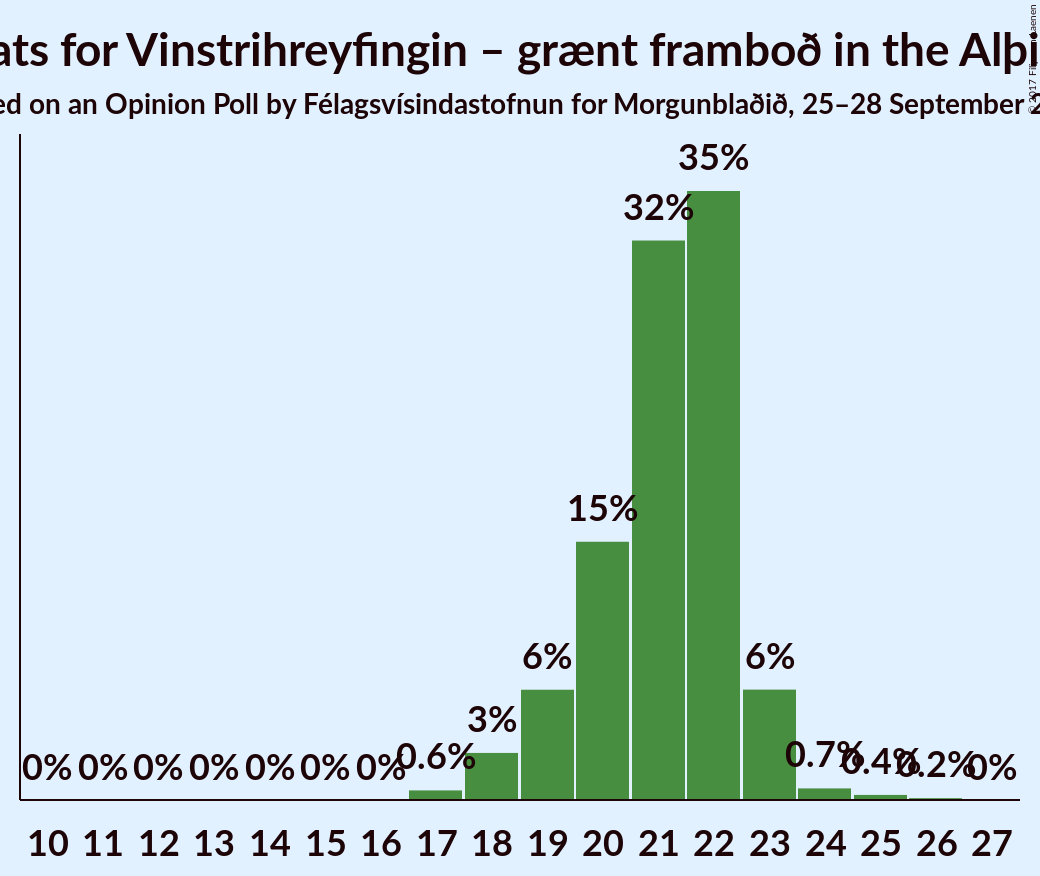 ats for Vinstrihreyfingin – grænt framboð in the Alþi
ed on an Opinion Poll by Félagsvísindastofnun for Morgunblaðið, 25–28 September 2
© 2017
35%
32%
15%
6%
6%
3%
0% 0% 0% 0% 0% 0% 0% 0.6% 0.7% 0.4% 0.2% 0%
10 11 12 13 14 15 16 17 18 19 20 21 22 23 24 25 26 27